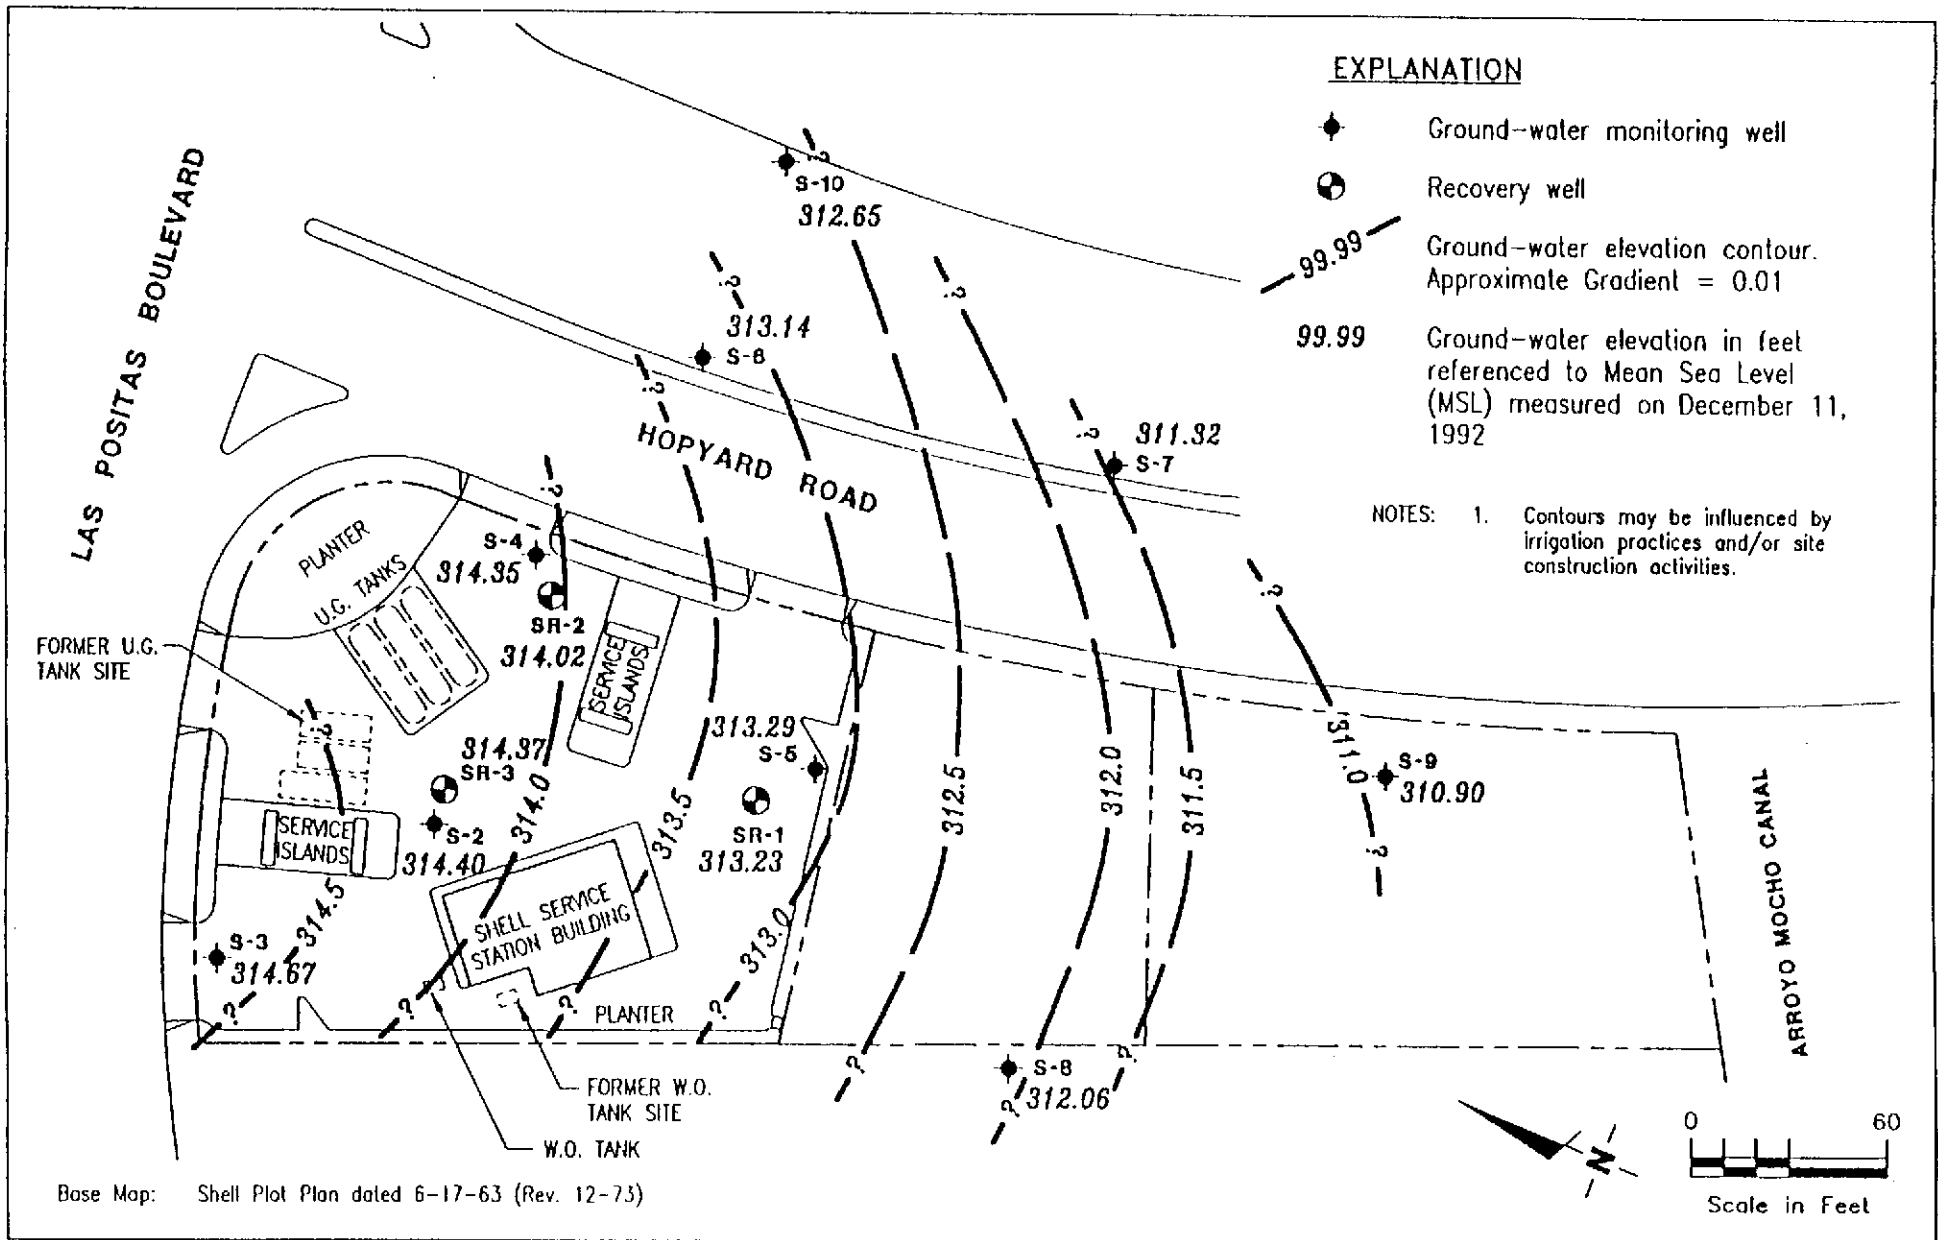 EXPLANATION
Ground-water monitoring well
Recovery well
99.99
Ground-water elevation contour.
Approximate Gradient = 0.01
99.99
Ground-water elevation in feet
referenced to Mean Sea Level
(MSL) measured on December 11,
1992
NOTES: 1. Contours may be influenced by
irrigation practices and/or site
construction activities.
LAS POSITAS BOULEVARD
HOPYARD ROAD
ARROYO MOCHO CANAL
?
S-10
312.65
?
?
313.14
S-6
?
?
311.32
S-7
?
?
S-4
314.35
SR-2
314.02
PLANTER
U.G. TANKS
FORMER U.G.
TANK SITE
?
SERVICE
ISLANDS
314.37
SR-3
S-2
314.40
SERVICE
ISLANDS
313.29
S-5
SR-1
313.23
314.5
314.0
313.5
313.0
312.5
312.0
311.5
311.0
S-9
310.90
?
S-3
314.67
SHELL SERVICE
STATION BUILDING
?
?
?
PLANTER
?
?
?
?
S-8
312.06
FORMER W.O.
TANK SITE
W.O. TANK
N
0 60
Scale in Feet
Base Map: Shell Plot Plan dated 6-17-63 (Rev. 12-73)